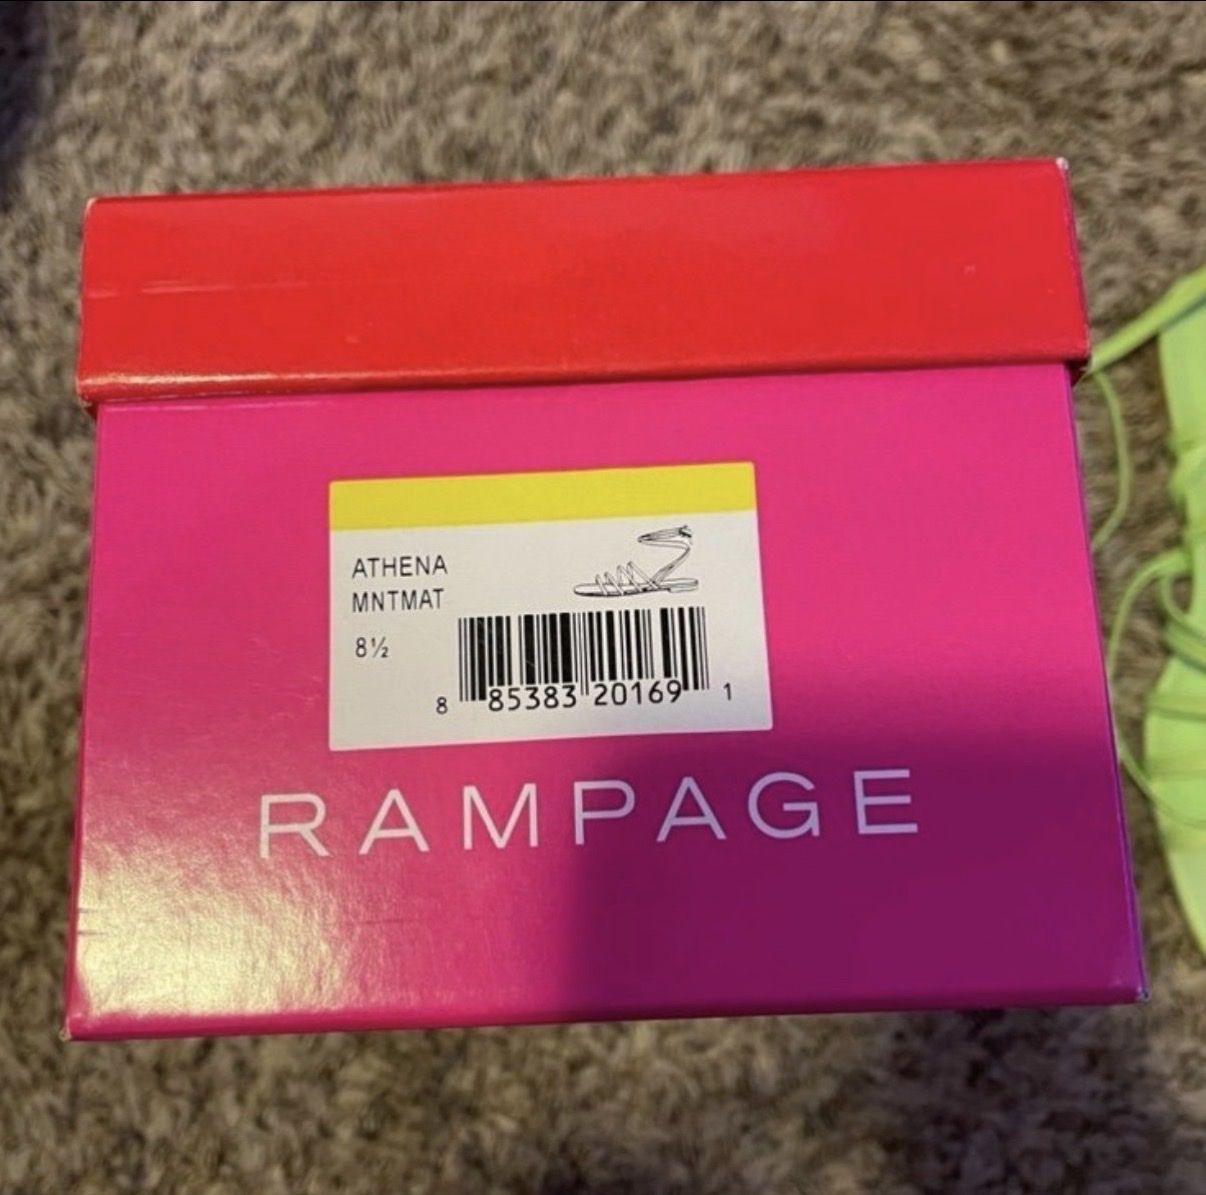 ATHENA
MNTMAT
8½
8 85383 20169 1
RAMPAGE